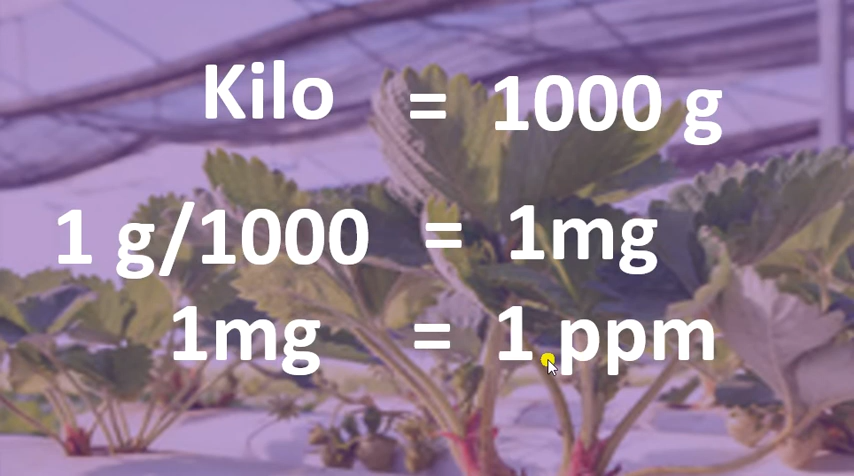 Kilo = 1000 g
1 g/1000 = 1mg
1mg = 1 ppm